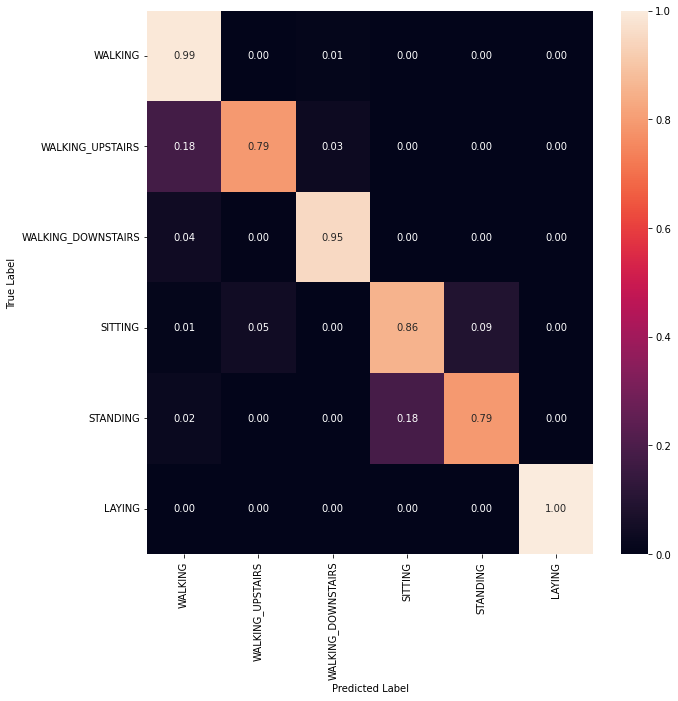 WALKING 0.99 0.00 0.01 0.00 0.00 0.00
WALKING_UPSTAIRS 0.18 0.79 0.03 0.00 0.00 0.00
WALKING_DOWNSTAIRS 0.04 0.00 0.95 0.00 0.00 0.00
SITTING 0.01 0.05 0.00 0.86 0.09 0.00
STANDING 0.02 0.00 0.00 0.18 0.79 0.00
LAYING 0.00 0.00 0.00 0.00 0.00 1.00
True Label
WALKING
WALKING_UPSTAIRS
WALKING_DOWNSTAIRS
SITTING
STANDING
LAYING
Predicted Label
1.0
0.8
0.6
0.4
0.2
0.0